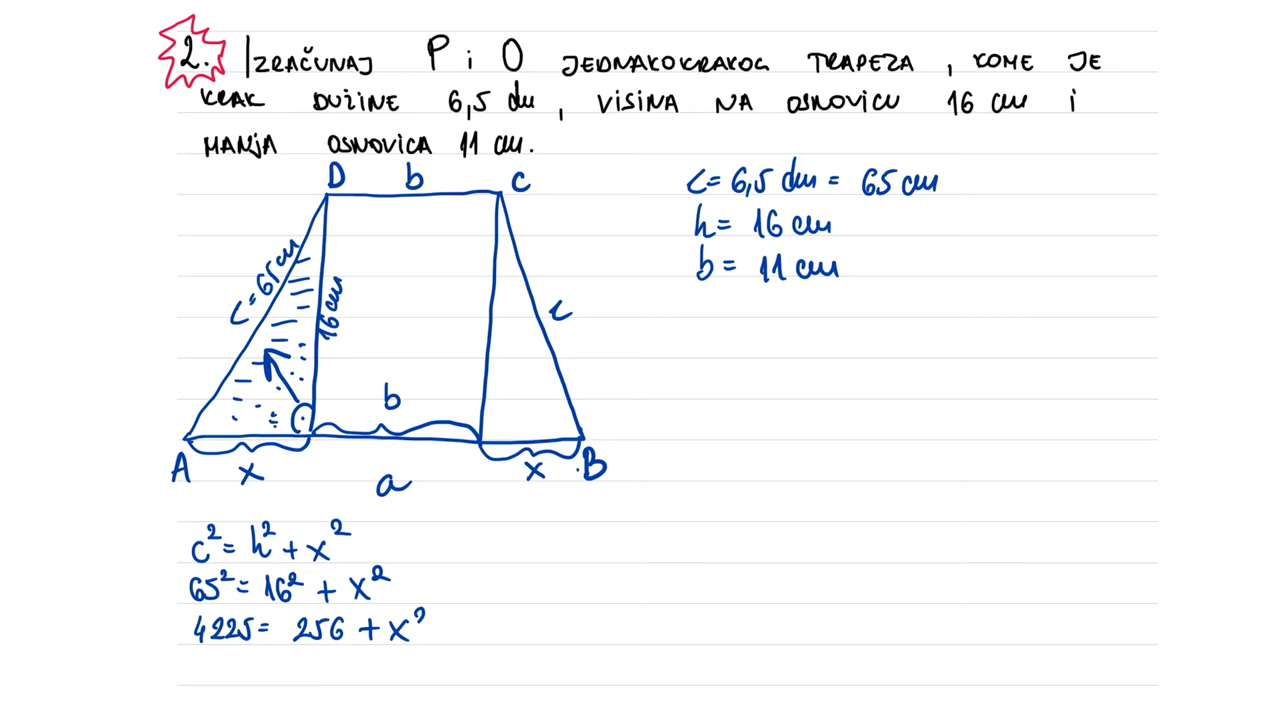 2. IZRAČUNAJ P i O JEDNAKOKRAKOG TRAPEZA, KOME JE
KRAK DUŽINE 6,5 dm, VISINA NA OSNOVICU 16 cm i
MANJA OSNOVICA 11 cm.
D b C
c = 6,5 dm = 65 cm
h = 16 cm
b = 11 cm
c = 65 cm
16 cm
c
b
A x a x B
c² = h² + x²
65² = 16² + x²
4225 = 256 + x²